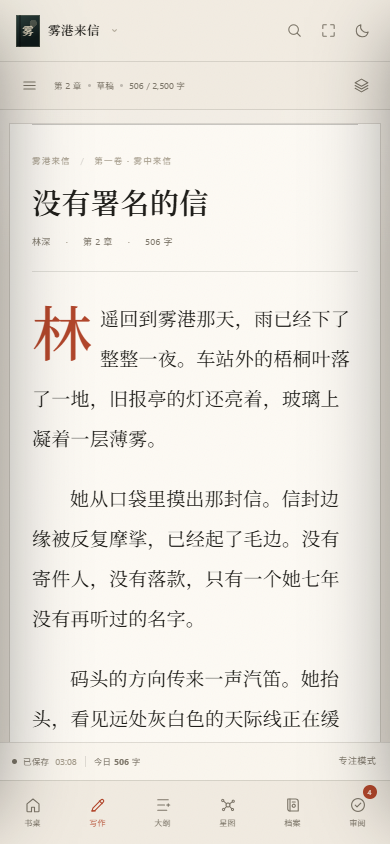 雾 雾港来信
第 2 章 • 草稿 • 506 / 2,500 字
雾港来信 / 第一卷 · 雾中来信
没有署名的信
林深 · 第 2 章 · 506 字
林遥回到雾港那天，雨已经下了
整整一夜。车站外的梧桐叶落
了一地，旧报亭的灯还亮着，玻璃上
凝着一层薄雾。
她从口袋里摸出那封信。信封边
缘被反复摩挲，已经起了毛边。没有
寄件人，没有落款，只有一个她七年
没有再听过的名字。
码头的方向传来一声汽笛。她抬
头，看见远处灰白色的天际线正在缓
已保存 03:08 今日 506 字 专注模式
4
书桌 写作 大纲 星图 档案 审阅